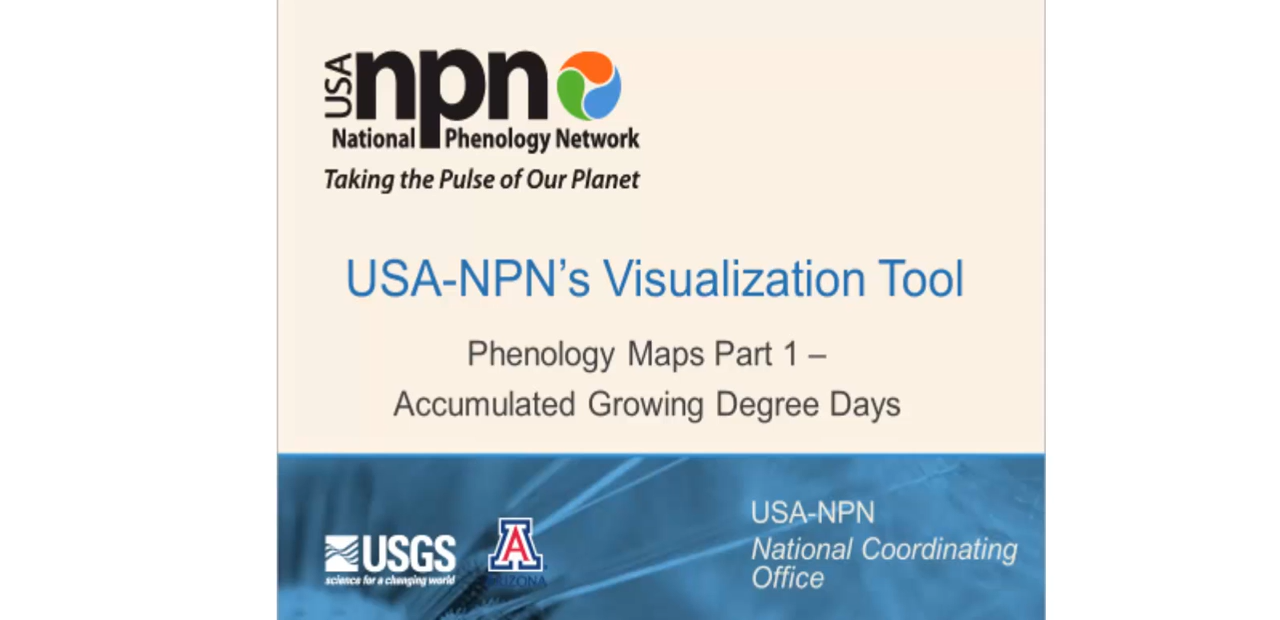 USA npn
National Phenology Network
Taking the Pulse of Our Planet
USA-NPN’s Visualization Tool
Phenology Maps Part 1 –
Accumulated Growing Degree Days
USGS
science for a changing world
A
ARIZONA
USA-NPN
National Coordinating
Office